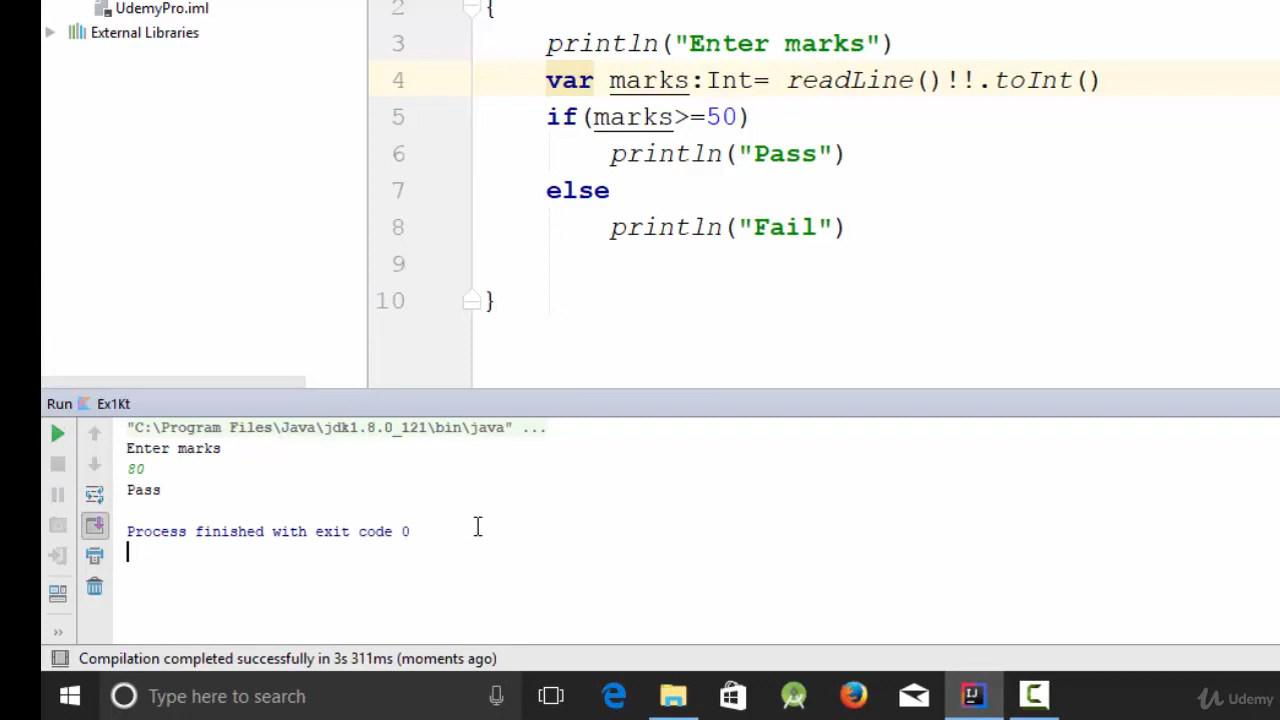 UdemyPro.iml
External Libraries
2 {
3 println("Enter marks")
4 var marks:Int= readLine()!!.toInt()
5 if(marks>=50)
6 println("Pass")
7 else
8 println("Fail")
9
10 }
Run Ex1Kt
"C:\Program Files\Java\jdk1.8.0_121\bin\java" ...
Enter marks
80
Pass
Process finished with exit code 0
Compilation completed successfully in 3s 311ms (moments ago)
Type here to search
Udemy